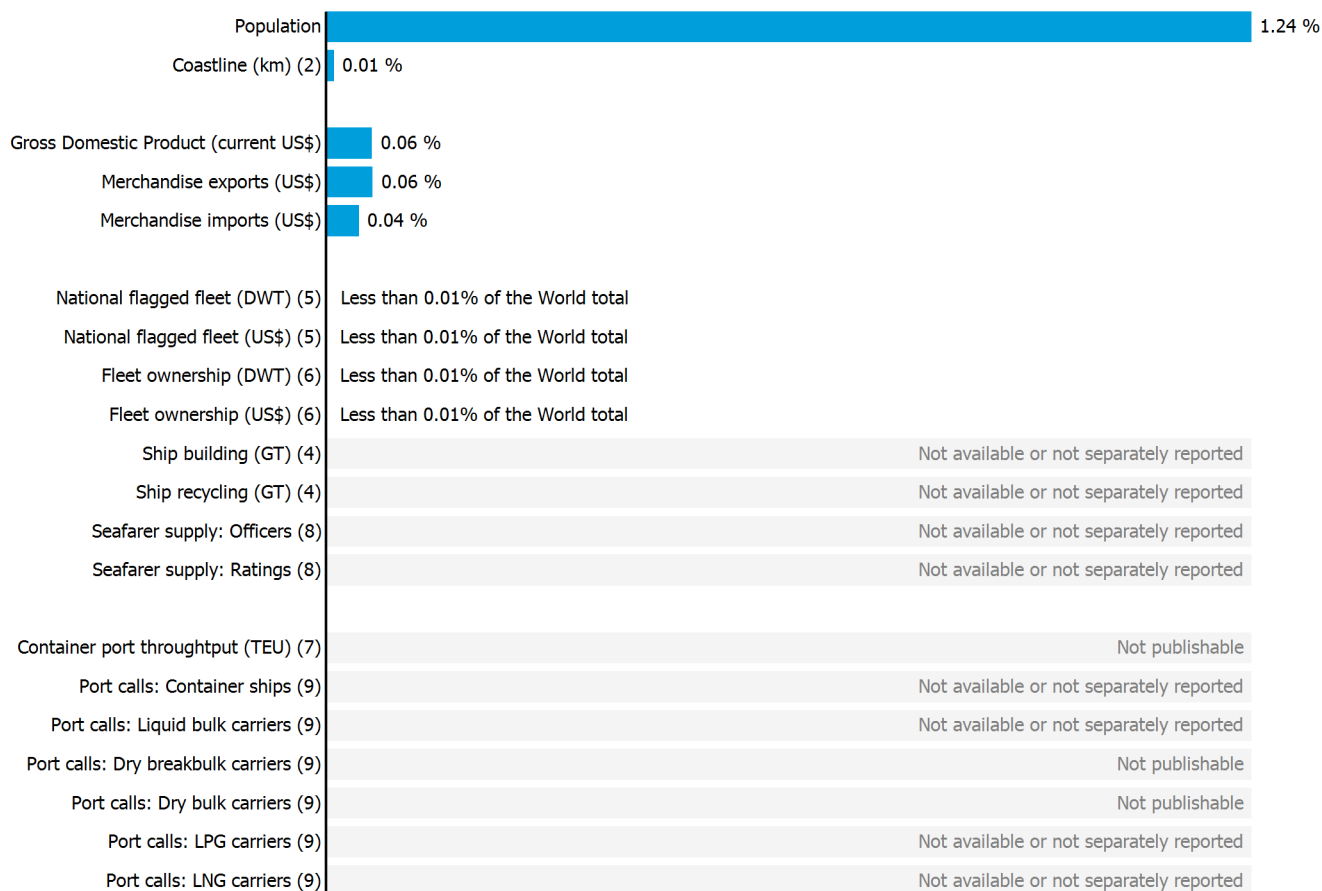 Population 1.24 %
Coastline (km) (2) 0.01 %
Gross Domestic Product (current US$) 0.06 %
Merchandise exports (US$) 0.06 %
Merchandise imports (US$) 0.04 %
National flagged fleet (DWT) (5) Less than 0.01% of the World total
National flagged fleet (US$) (5) Less than 0.01% of the World total
Fleet ownership (DWT) (6) Less than 0.01% of the World total
Fleet ownership (US$) (6) Less than 0.01% of the World total
Ship building (GT) (4) Not available or not separately reported
Ship recycling (GT) (4) Not available or not separately reported
Seafarer supply: Officers (8) Not available or not separately reported
Seafarer supply: Ratings (8) Not available or not separately reported
Container port throughtput (TEU) (7) Not publishable
Port calls: Container ships (9) Not available or not separately reported
Port calls: Liquid bulk carriers (9) Not available or not separately reported
Port calls: Dry breakbulk carriers (9) Not publishable
Port calls: Dry bulk carriers (9) Not publishable
Port calls: LPG carriers (9) Not available or not separately reported
Port calls: LNG carriers (9) Not available or not separately reported